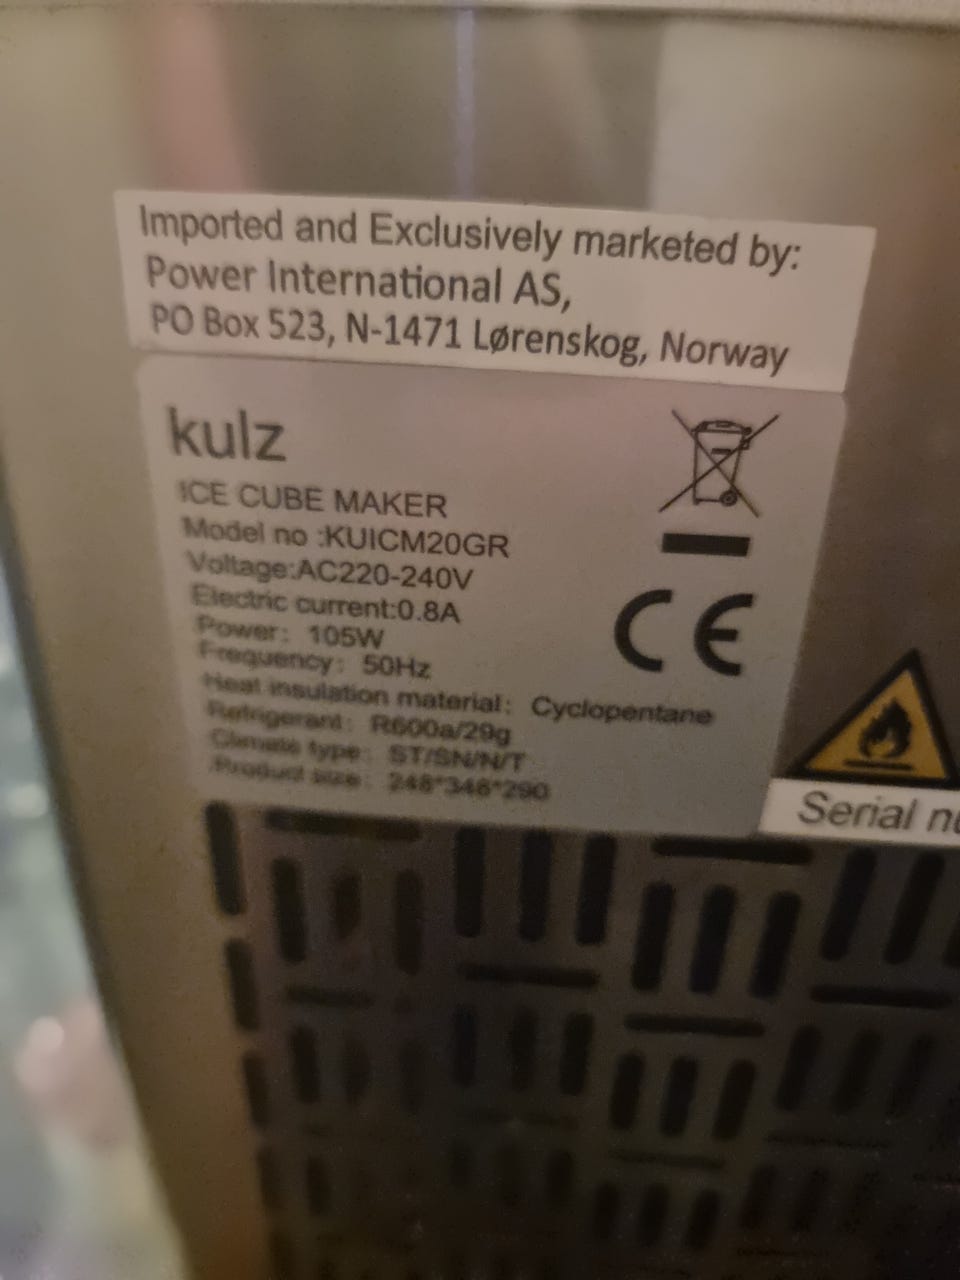 Imported and Exclusively marketed by:
Power International AS,
PO Box 523, N-1471 Lørenskog, Norway
kulz
ICE CUBE MAKER
Model no :KUICM20GR
Voltage:AC220-240V
Electric current:0.8A
Power: 105W
Frequency: 50Hz
Heat insulation material: Cyclopentane
Refrigerant: R600a/29g
Climate type: ST/SN/N/T
Product size: 248*346*290
CE
Serial nu